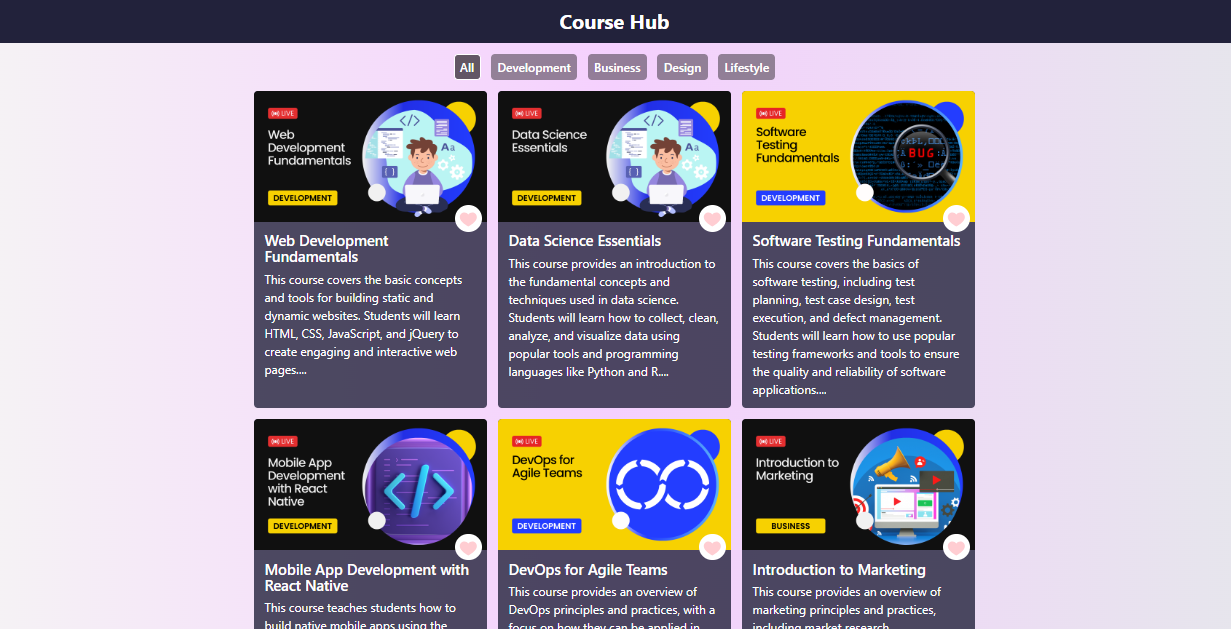 Course Hub
All
Development
Business
Design
Lifestyle
LIVE
Web
Development
Fundamentals
DEVELOPMENT
Web Development
Fundamentals
This course covers the basic concepts
and tools for building static and
dynamic websites. Students will learn
HTML, CSS, JavaScript, and jQuery to
create engaging and interactive web
pages....
LIVE
Data Science
Essentials
DEVELOPMENT
Data Science Essentials
This course provides an introduction to
the fundamental concepts and
techniques used in data science.
Students will learn how to collect, clean,
analyze, and visualize data using
popular tools and programming
languages like Python and R....
LIVE
Software
Testing
Fundamentals
BUG
DEVELOPMENT
Software Testing Fundamentals
This course covers the basics of
software testing, including test
planning, test case design, test
execution, and defect management.
Students will learn how to use popular
testing frameworks and tools to ensure
the quality and reliability of software
applications....
LIVE
Mobile App
Development
with React
Native
DEVELOPMENT
Mobile App Development with
React Native
This course teaches students how to
build native mobile apps using the
LIVE
DevOps for
Agile Teams
DEVELOPMENT
DevOps for Agile Teams
This course provides an overview of
DevOps principles and practices, with a
focus on how they can be applied in
LIVE
Introduction to
Marketing
BUSINESS
Introduction to Marketing
This course provides an overview of
marketing principles and practices,
including market research,